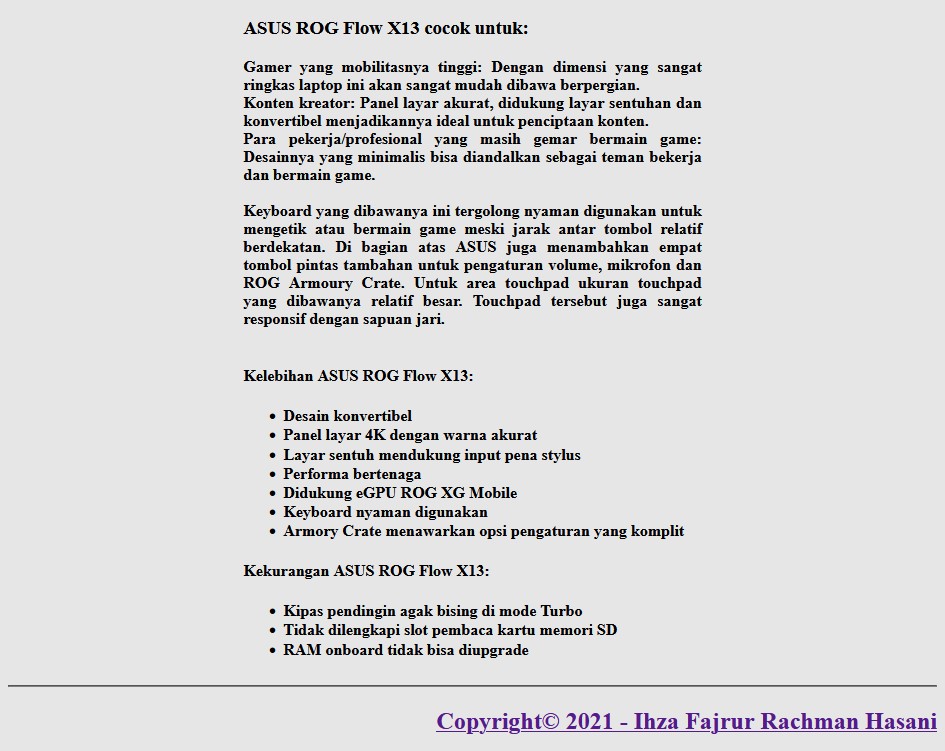 ASUS ROG Flow X13 cocok untuk:
Gamer yang mobilitasnya tinggi: Dengan dimensi yang sangat
ringkas laptop ini akan sangat mudah dibawa berpergian.
Konten kreator: Panel layar akurat, didukung layar sentuhan dan
konvertibel menjadikannya ideal untuk penciptaan konten.
Para pekerja/profesional yang masih gemar bermain game:
Desainnya yang minimalis bisa diandalkan sebagai teman bekerja
dan bermain game.
Keyboard yang dibawanya ini tergolong nyaman digunakan untuk
mengetik atau bermain game meski jarak antar tombol relatif
berdekatan. Di bagian atas ASUS juga menambahkan empat
tombol pintas tambahan untuk pengaturan volume, mikrofon dan
ROG Armoury Crate. Untuk area touchpad ukuran touchpad
yang dibawanya relatif besar. Touchpad tersebut juga sangat
responsif dengan sapuan jari.
Kelebihan ASUS ROG Flow X13:
• Desain konvertibel
• Panel layar 4K dengan warna akurat
• Layar sentuh mendukung input pena stylus
• Performa bertenaga
• Didukung eGPU ROG XG Mobile
• Keyboard nyaman digunakan
• Armory Crate menawarkan opsi pengaturan yang komplit
Kekurangan ASUS ROG Flow X13:
• Kipas pendingin agak bising di mode Turbo
• Tidak dilengkapi slot pembaca kartu memori SD
• RAM onboard tidak bisa diupgrade
Copyright© 2021 - Ihza Fajrur Rachman Hasani